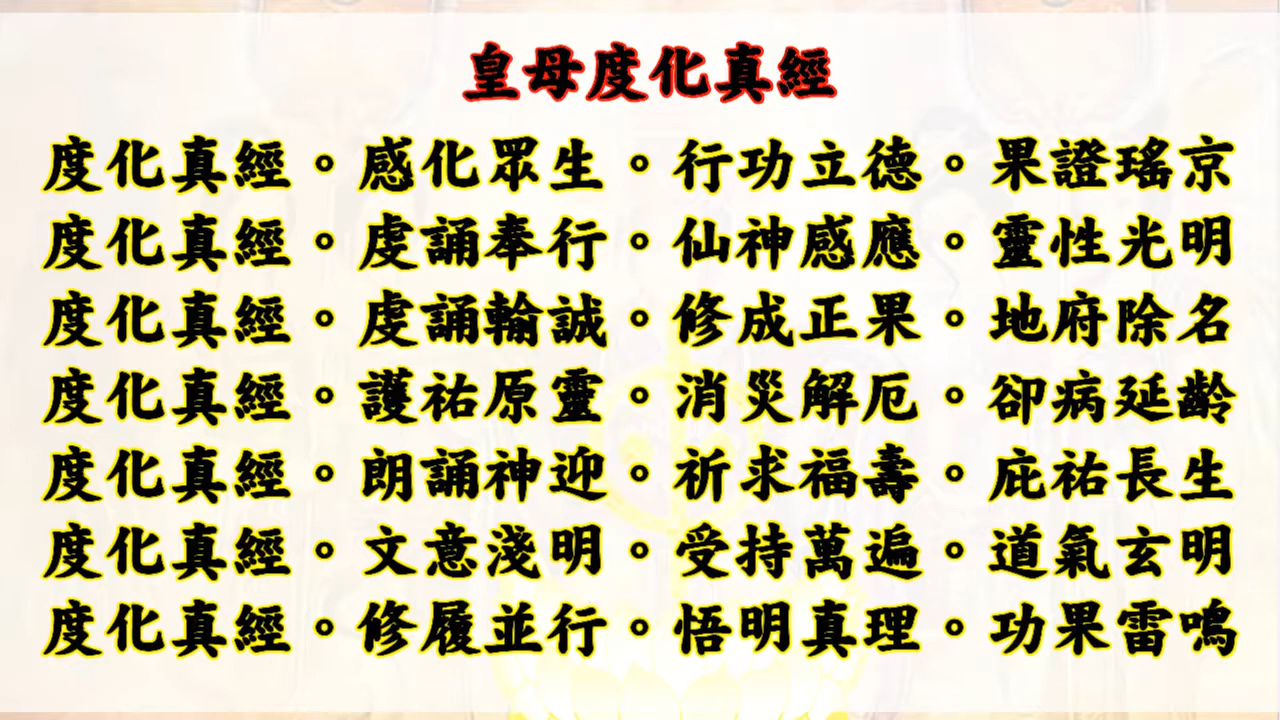 皇母度化真經
度化真經。感化眾生。行功立德。果證瑤京
度化真經。虔誦奉行。仙神感應。靈性光明
度化真經。虔誦輸誠。修成正果。地府除名
度化真經。護祐原靈。消災解厄。卻病延齡
度化真經。朗誦神迎。祈求福壽。庇祐長生
度化真經。文意淺明。受持萬遍。道氣玄明
度化真經。修履並行。悟明真理。功果雷鳴